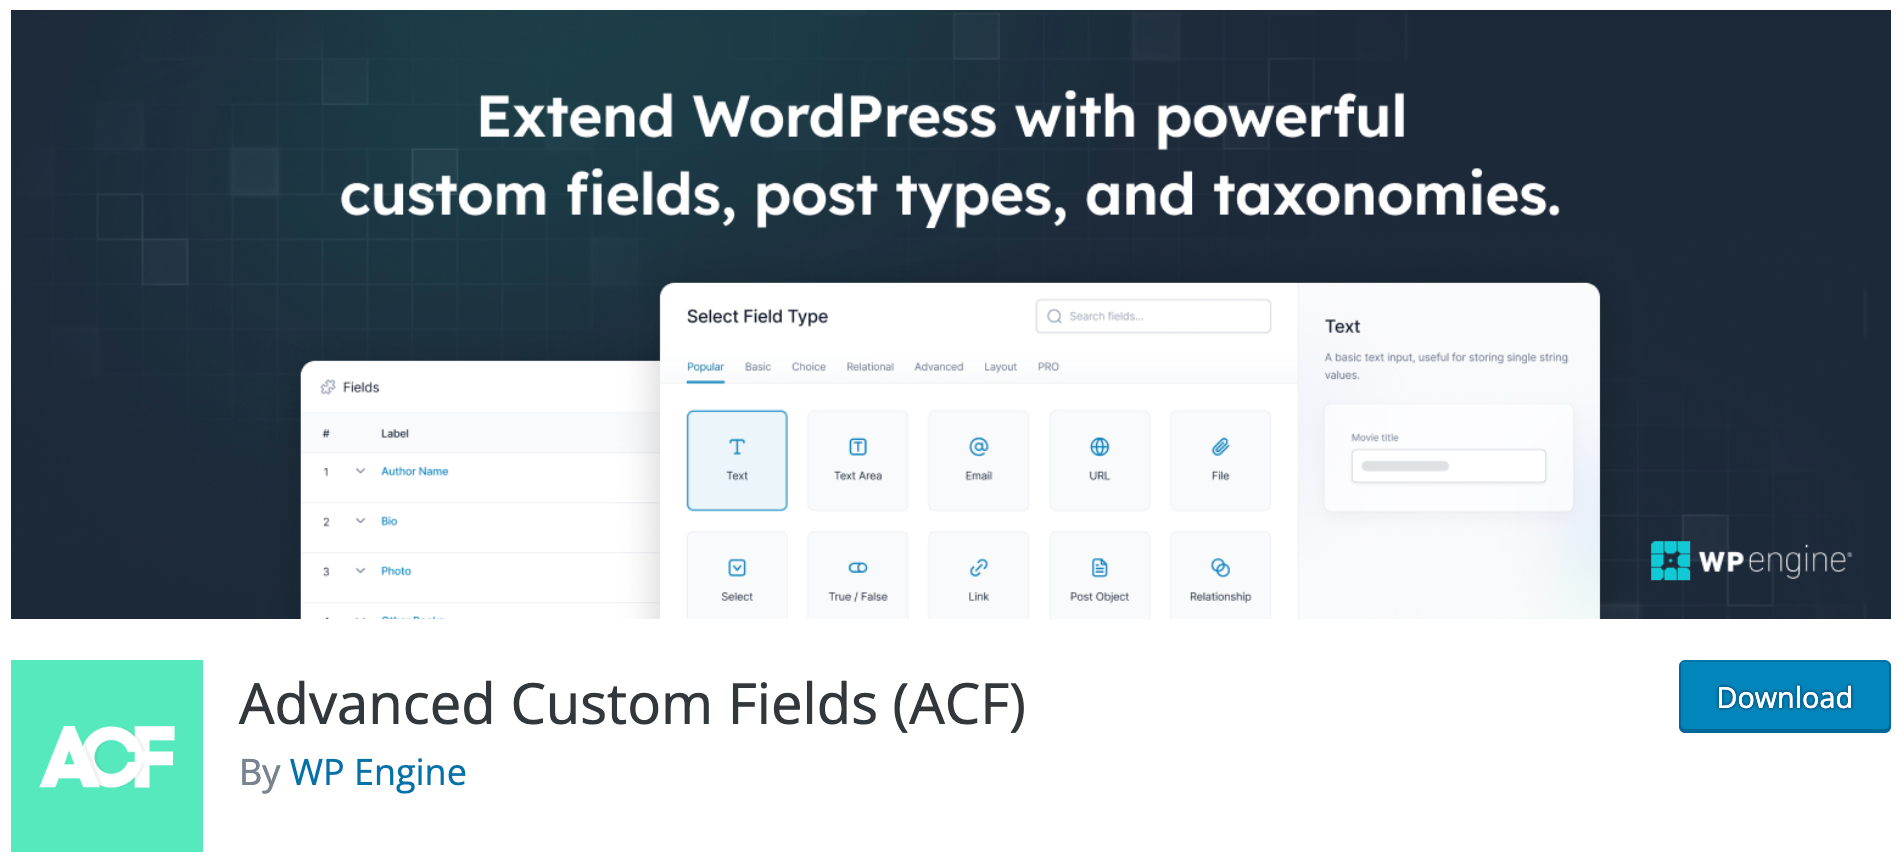 Extend WordPress with powerful
custom fields, post types, and taxonomies.
Select Field Type
Search fields...
Popular Basic Choice Relational Advanced Layout PRO
Text Text Area Email URL File
Select True / False Link Post Object Relationship
Text
A basic text input, useful for storing single string
values.
Movie title
Fields
# Label
1 Author Name
2 Bio
3 Photo
WP engine
ACF
Advanced Custom Fields (ACF)
By WP Engine
Download